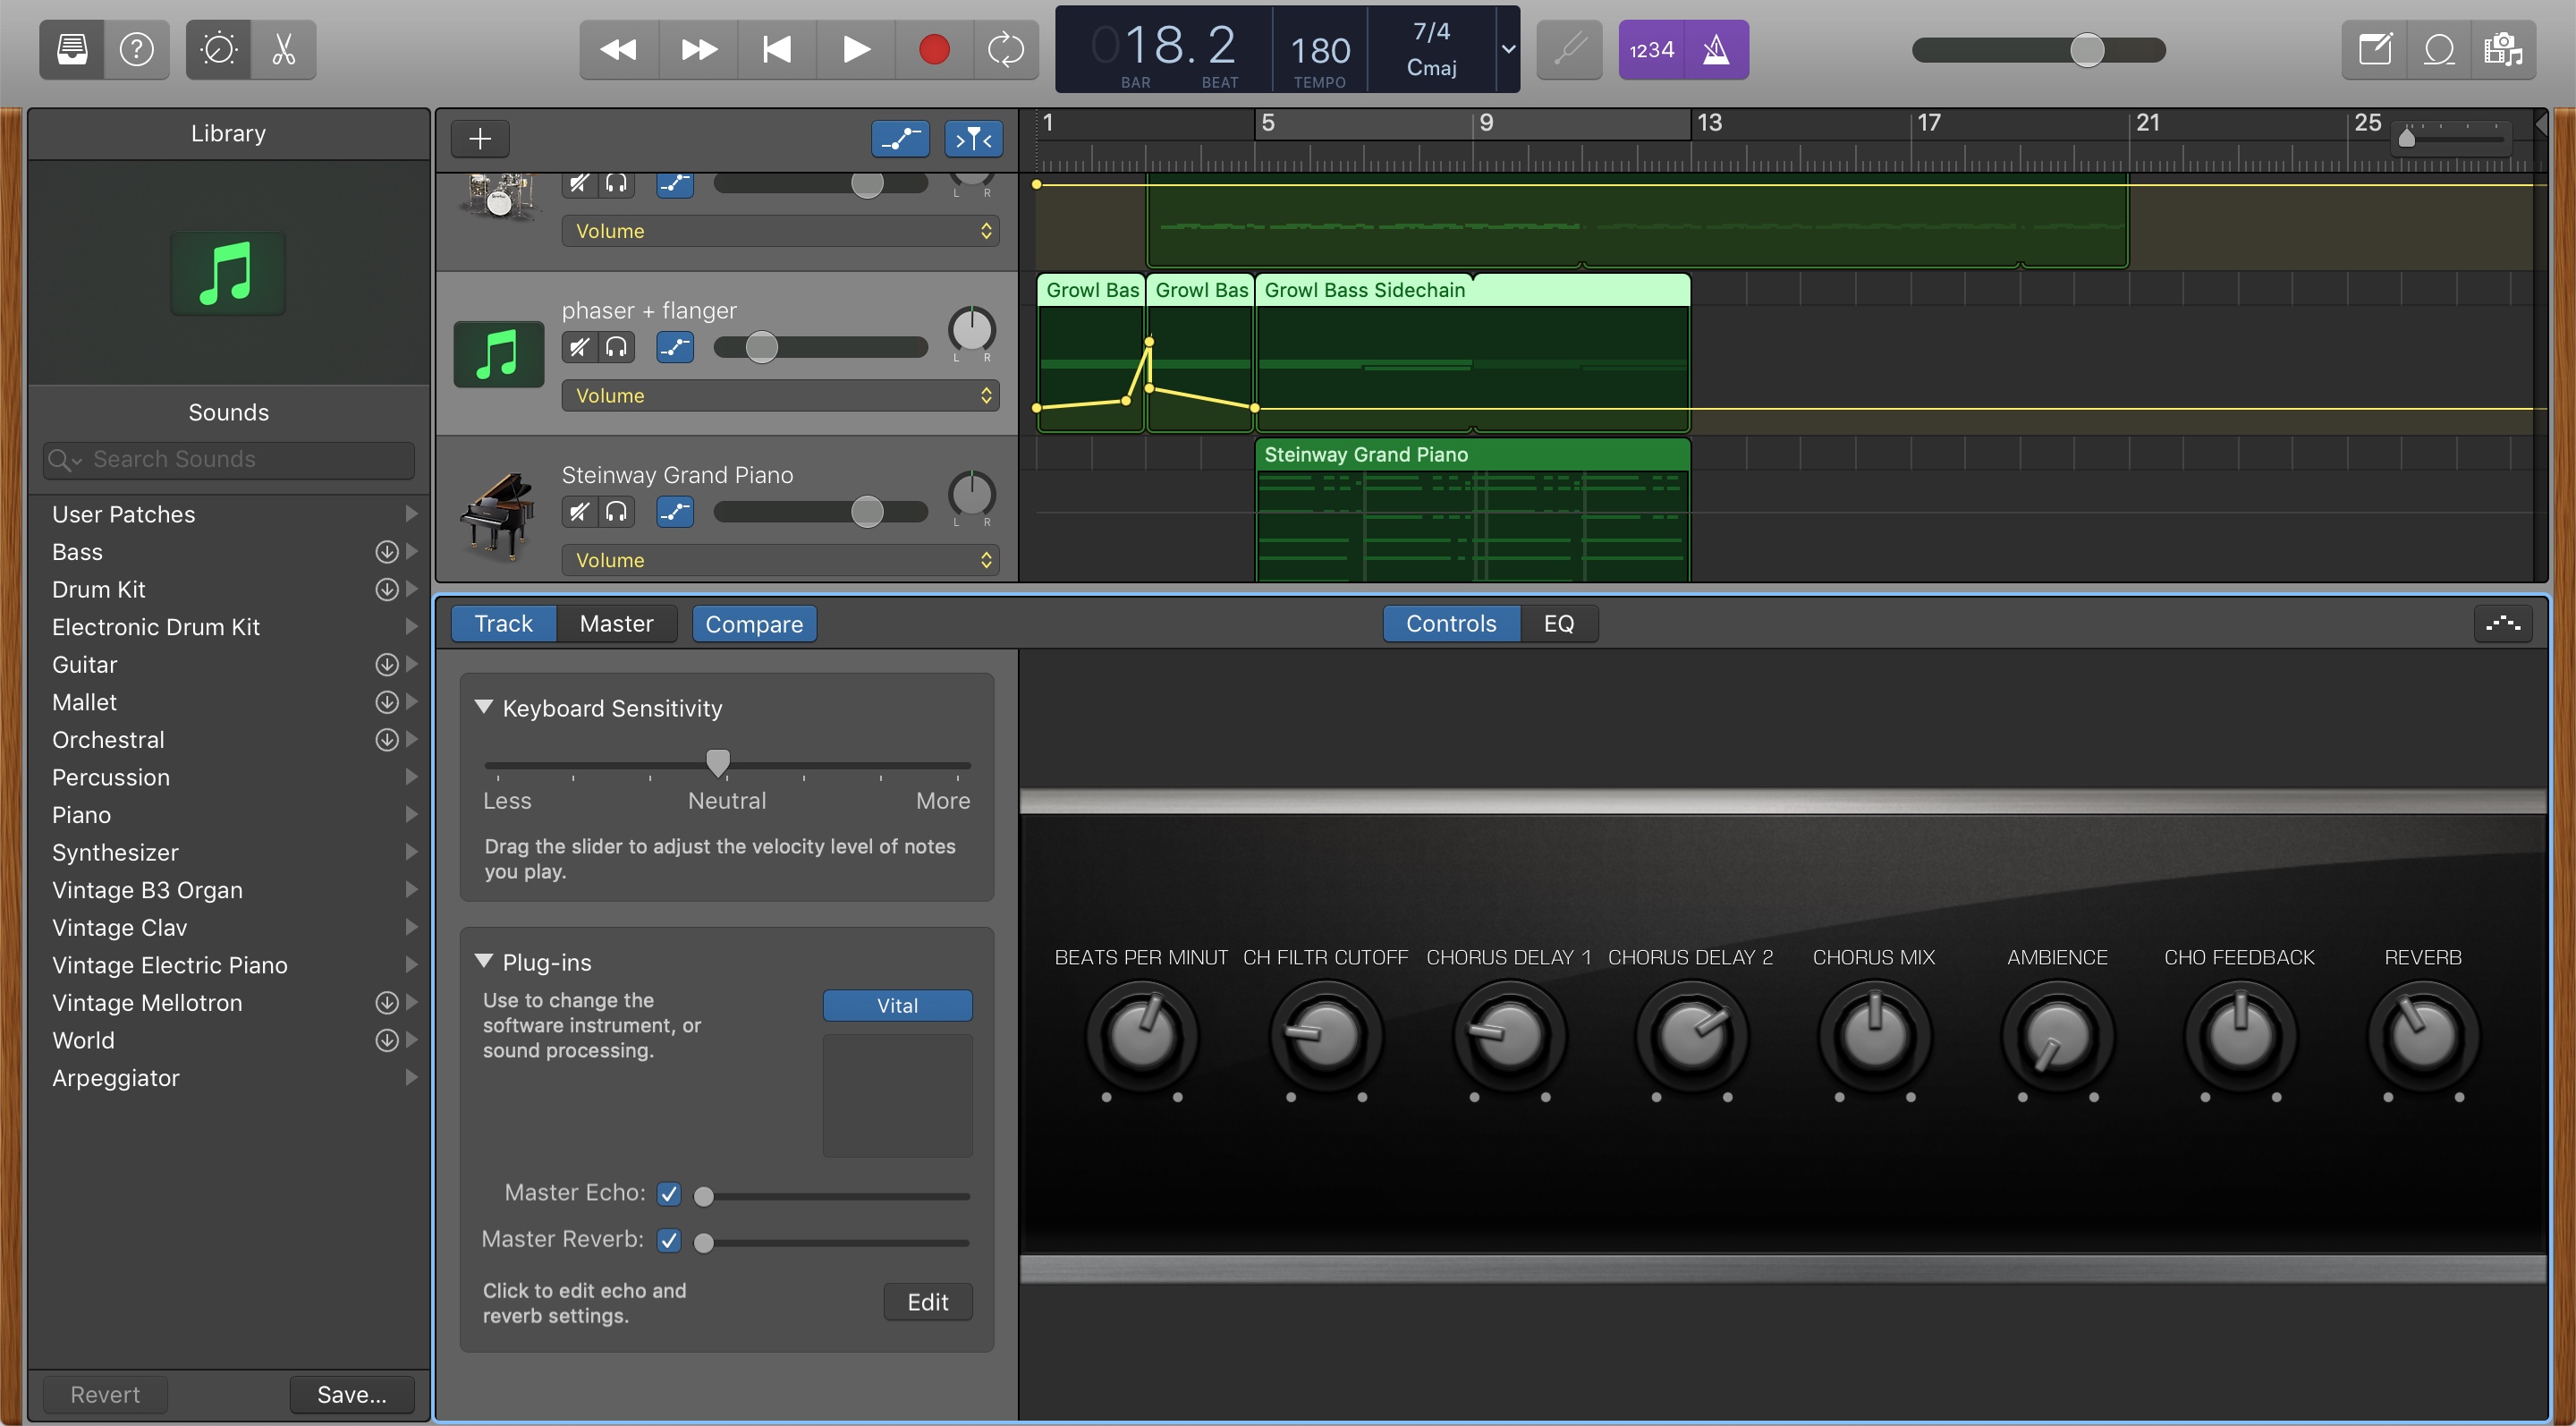 018. 2
BAR
BEAT
180
TEMPO
7/4
Cmaj
1234
Library
Sounds
Search Sounds
User Patches
Bass
Drum Kit
Electronic Drum Kit
Guitar
Mallet
Orchestral
Percussion
Piano
Synthesizer
Vintage B3 Organ
Vintage Clav
Vintage Electric Piano
Vintage Mellotron
World
Arpeggiator
Revert
Save...
1 5 9 13 17 21 25
L R
Volume
phaser + flanger
L R
Volume
Steinway Grand Piano
L R
Volume
Growl Bas
Growl Bas
Growl Bass Sidechain
Steinway Grand Piano
Track
Master
Compare
Controls
EQ
Keyboard Sensitivity
Less
Neutral
More
Drag the slider to adjust the velocity level of notes
you play.
Plug-ins
Use to change the
software instrument, or
sound processing.
Vital
Master Echo:
Master Reverb:
Click to edit echo and
reverb settings.
Edit
BEATS PER MINUT
CH FILTR CUTOFF
CHORUS DELAY 1
CHORUS DELAY 2
CHORUS MIX
AMBIENCE
CHO FEEDBACK
REVERB